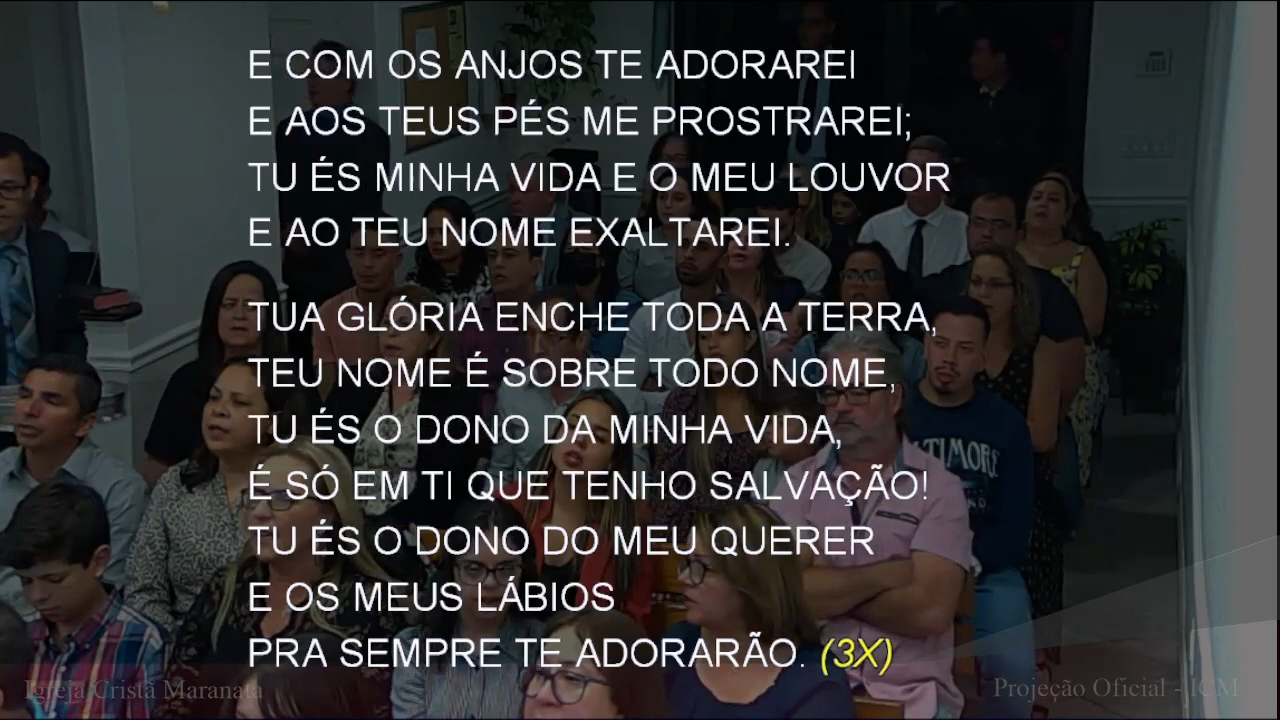 E COM OS ANJOS TE ADORAREI
E AOS TEUS PÉS ME PROSTRAREI;
TU ÉS MINHA VIDA E O MEU LOUVOR
E AO TEU NOME EXALTAREI.
TUA GLÓRIA ENCHE TODA A TERRA,
TEU NOME É SOBRE TODO NOME,
TU ÉS O DONO DA MINHA VIDA,
É SÓ EM TI QUE TENHO SALVAÇÃO!
TU ÉS O DONO DO MEU QUERER
E OS MEUS LÁBIOS
PRA SEMPRE TE ADORARÃO. (3X)
Igreja Cristã Maranata
Projeção Oficial - ICM